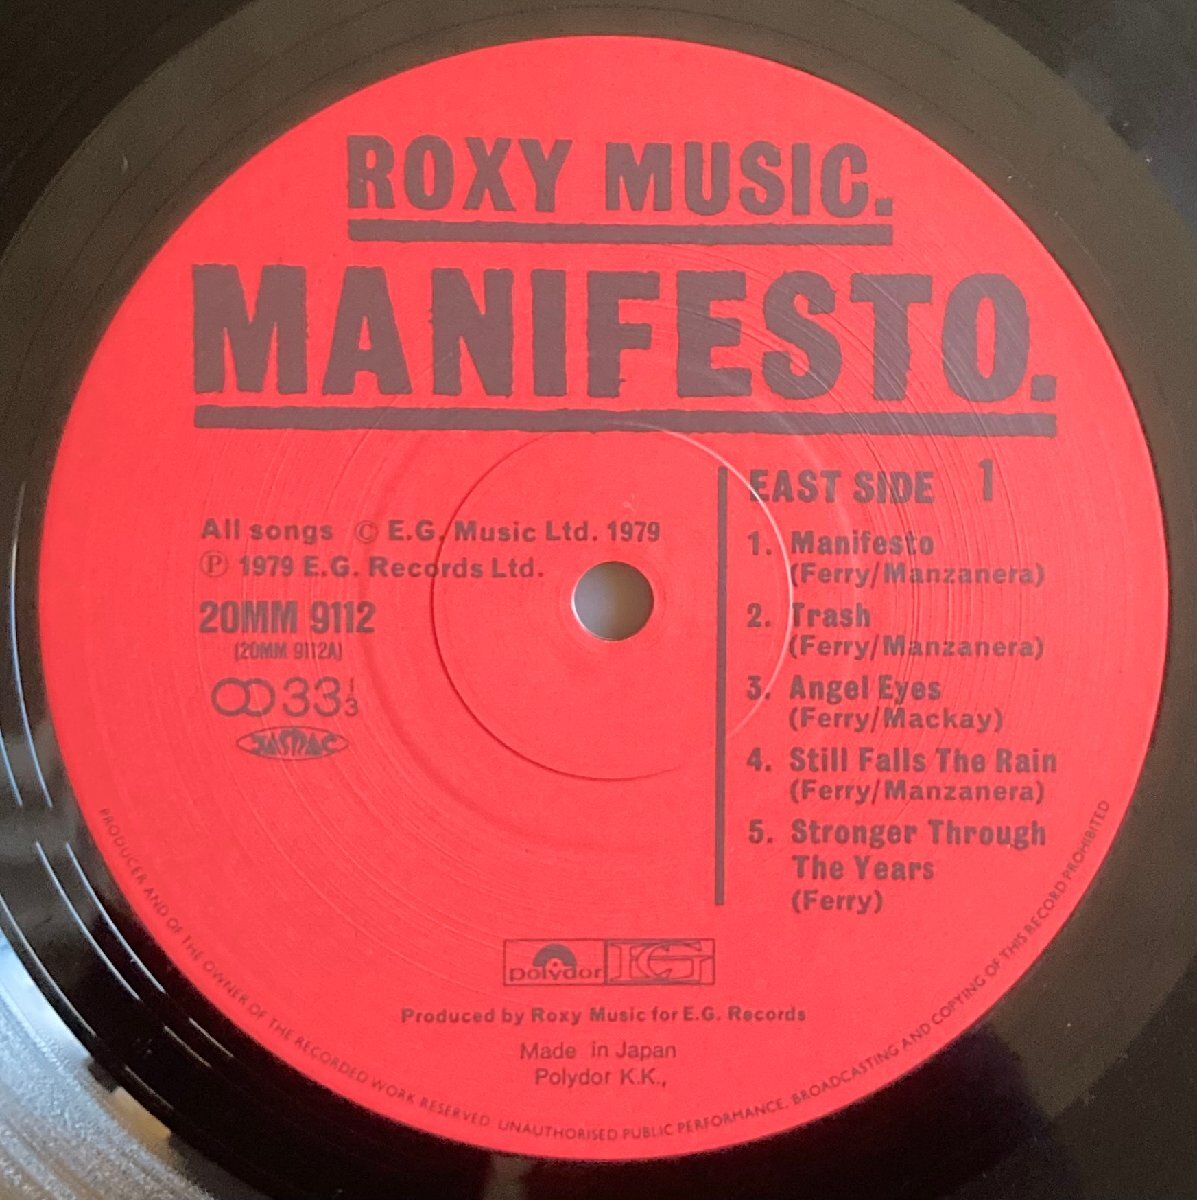 ROXY MUSIC.
MANIFESTO.
EAST SIDE 1
1. Manifesto
(Ferry/Manzanera)
2. Trash
(Ferry/Manzanera)
3. Angel Eyes
(Ferry/Mackay)
4. Still Falls The Rain
(Ferry/Manzanera)
5. Stronger Through
The Years
(Ferry)
All songs © E.G. Music Ltd. 1979
℗ 1979 E.G. Records Ltd.
20MM 9112
(20MM 9112A)
33 1/3
JASRAC
polydor EG
Produced by Roxy Music for E.G. Records
Made in Japan
Polydor K.K.,
PRODUCER AND OF THE OWNER OF THE RECORDED WORK RESERVED. UNAUTHORISED PUBLIC PERFORMANCE, BROADCASTING AND COPYING OF THIS RECORD PROHIBITED